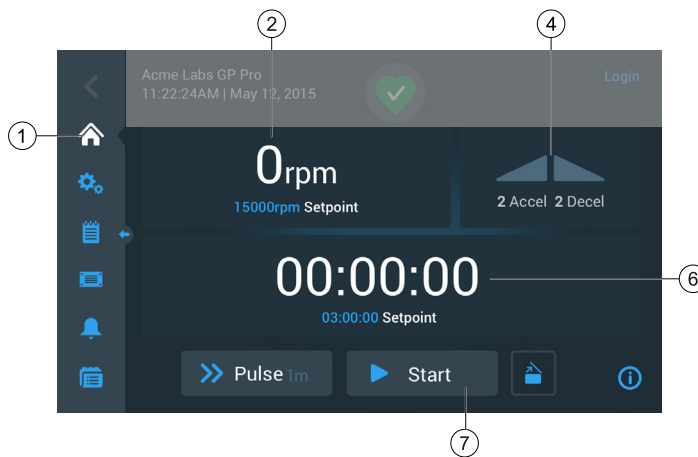 2
4
Acme Labs GP Pro
Login
11:22:24AM | May 12, 2015
1
0rpm
15000rpm Setpoint
2 Accel 2 Decel
00:00:00
6
03:00:00 Setpoint
Pulse 1m
Start
7